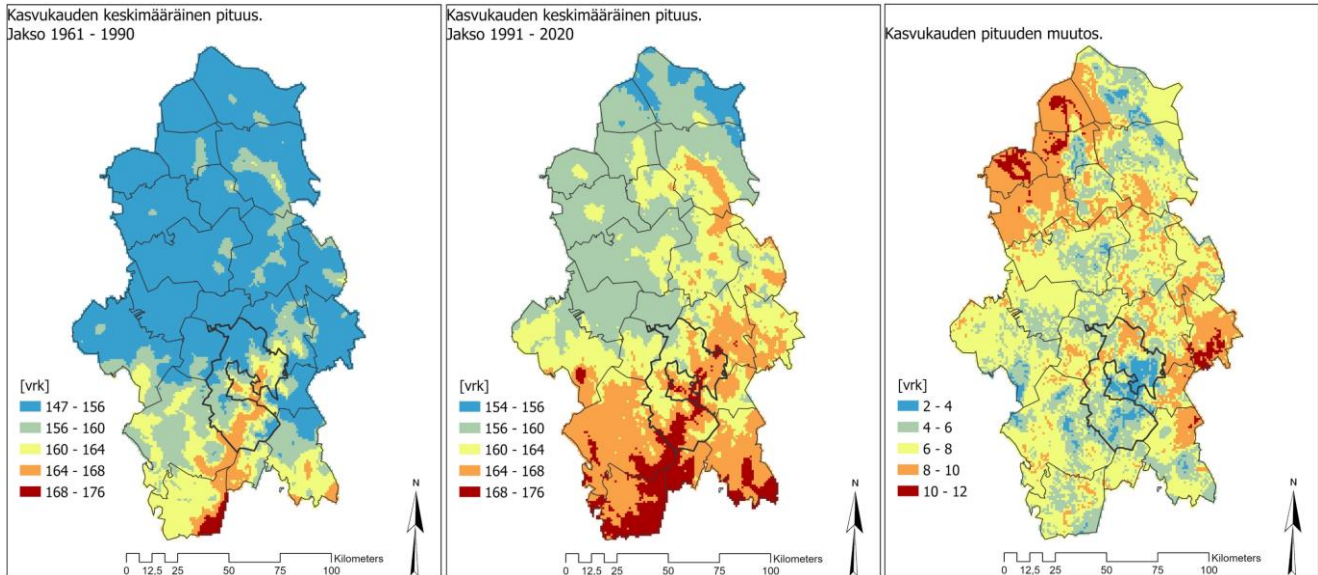 Kasvukauden keskimääräinen pituus.
Jakso 1961 - 1990
[vrk]
147 - 156
156 - 160
160 - 164
164 - 168
168 - 176
N
Kilometers
0 12,5 25 50 75 100
Kasvukauden keskimääräinen pituus.
Jakso 1991 - 2020
[vrk]
154 - 156
156 - 160
160 - 164
164 - 168
168 - 176
N
Kilometers
0 12,5 25 50 75 100
Kasvukauden pituuden muutos.
[vrk]
2 - 4
4 - 6
6 - 8
8 - 10
10 - 12
N
Kilometers
0 12,5 25 50 75 100